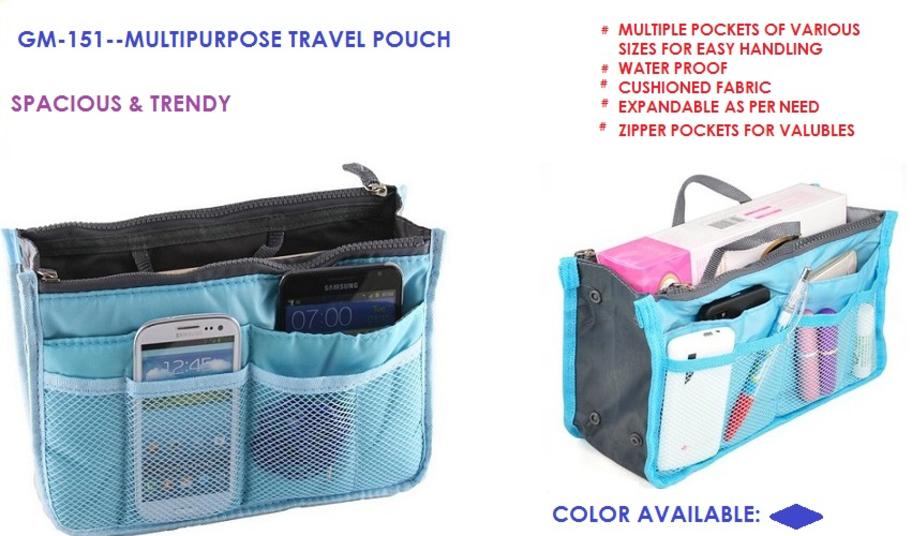 GM-151--MULTIPURPOSE TRAVEL POUCH
SPACIOUS & TRENDY
# MULTIPLE POCKETS OF VARIOUS
SIZES FOR EASY HANDLING
# WATER PROOF
# CUSHIONED FABRIC
# EXPANDABLE AS PER NEED
# ZIPPER POCKETS FOR VALUBLES
SAMSUNG
07:00
Tue
12:45
COLOR AVAILABLE: